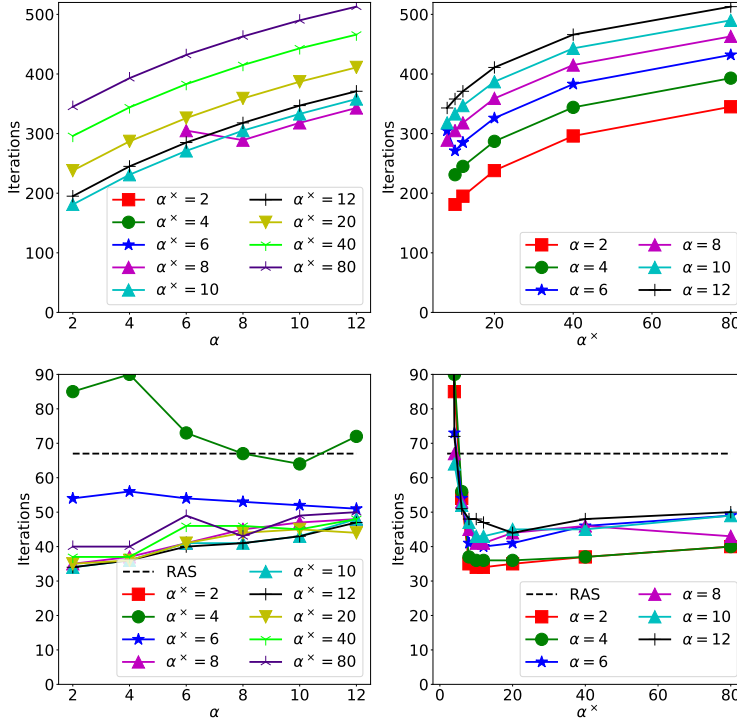 500
400
300
200
100
0
Iterations
2 4 6 8 10 12
α
α× = 2
α× = 4
α× = 6
α× = 8
α× = 10
α× = 12
α× = 20
α× = 40
α× = 80
500
400
300
200
100
0
Iterations
20 40 60 80
α×
α = 2
α = 4
α = 6
α = 8
α = 10
α = 12
90
80
70
60
50
40
30
20
10
0
Iterations
2 4 6 8 10 12
α
RAS
α× = 2
α× = 4
α× = 6
α× = 8
α× = 10
α× = 12
α× = 20
α× = 40
α× = 80
90
80
70
60
50
40
30
20
10
0
Iterations
0 20 40 60 80
α×
RAS
α = 2
α = 4
α = 6
α = 8
α = 10
α = 12